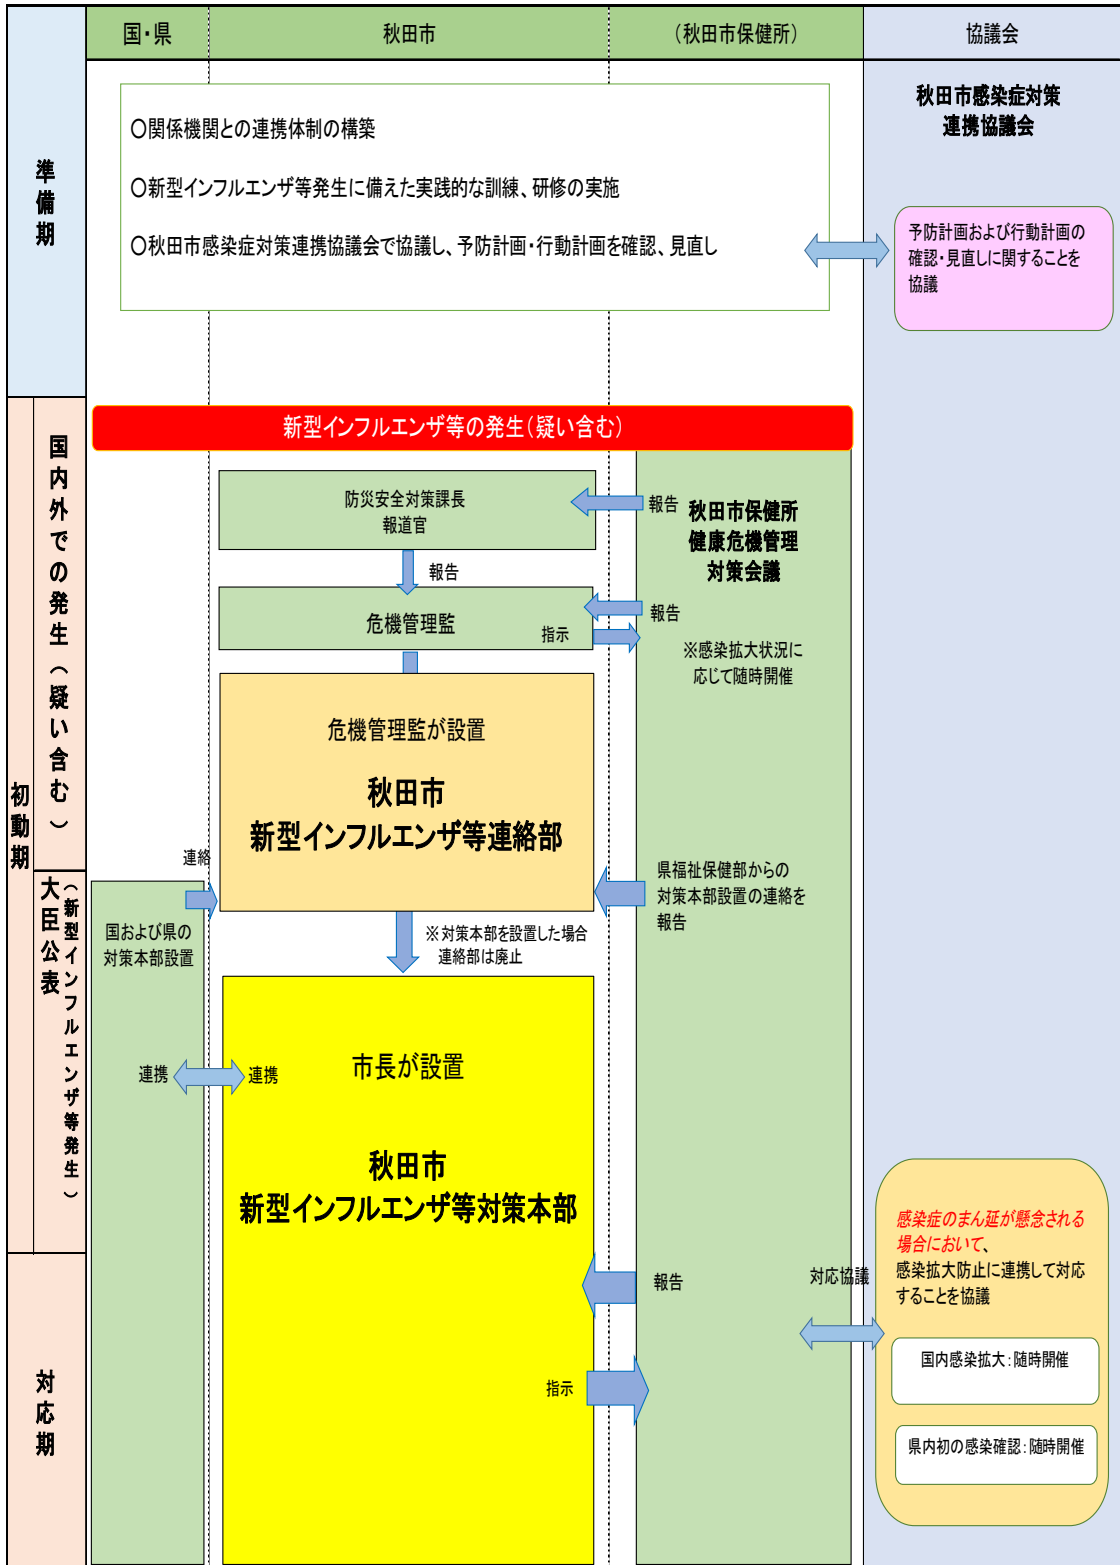 国・県
秋田市
（秋田市保健所）
協議会
準備期
〇関係機関との連携体制の構築
〇新型インフルエンザ等発生に備えた実践的な訓練、研修の実施
〇秋田市感染症対策連携協議会で協議し、予防計画・行動計画を確認、見直し
秋田市感染症対策
連携協議会
予防計画および行動計画の
確認・見直しに関することを
協議
初動期
国内外での発生（疑い含む）
新型インフルエンザ等の発生（疑い含む）
防災安全対策課長
報道官
報告
秋田市保健所
健康危機管理
対策会議
報告
危機管理監
報告
指示
※感染拡大状況に
応じて随時開催
危機管理監が設置
秋田市
新型インフルエンザ等連絡部
連絡
県福祉保健部からの
対策本部設置の連絡を
報告
大臣公表
（新型インフルエンザ等発生）
国および県の
対策本部設置
※対策本部を設置した場合
連絡部は廃止
市長が設置
連携
連携
秋田市
新型インフルエンザ等対策本部
報告
対応協議
指示
感染症のまん延が懸念される
場合において、
感染拡大防止に連携して対応
することを協議
国内感染拡大：随時開催
県内初の感染確認：随時開催
対応期